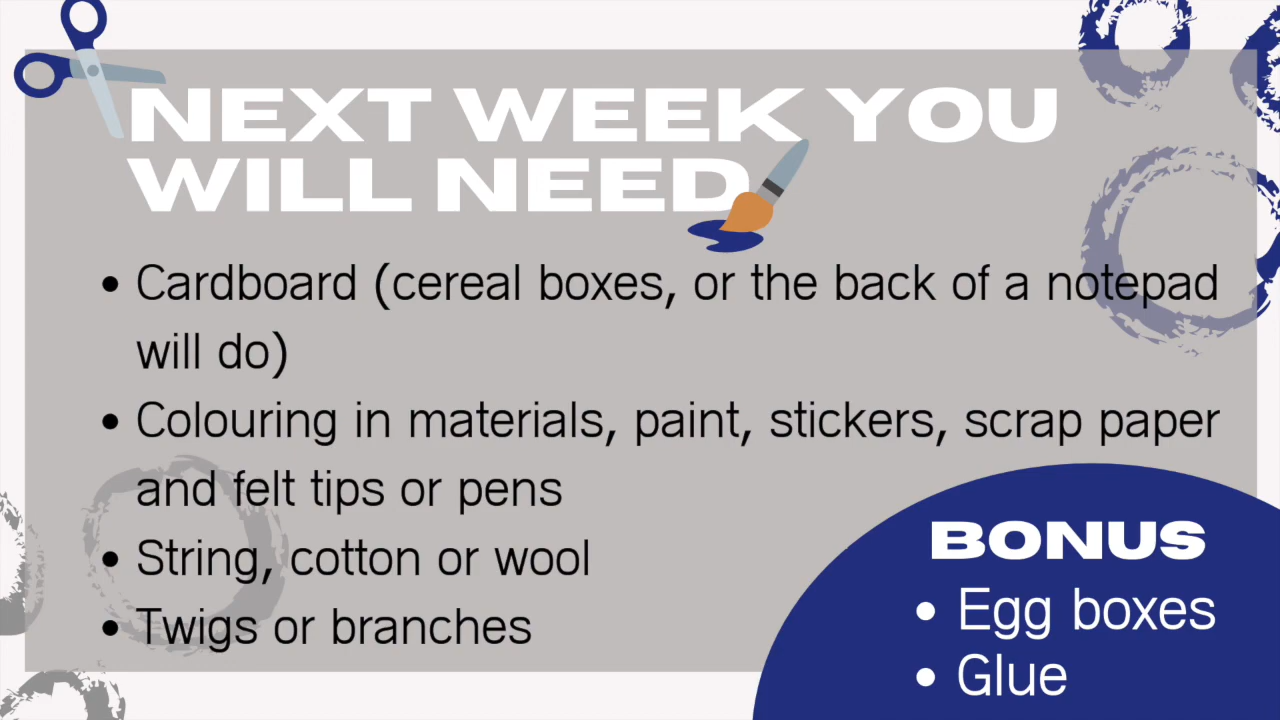 NEXT WEEK YOU
WILL NEED
• Cardboard (cereal boxes, or the back of a notepad
will do)
• Colouring in materials, paint, stickers, scrap paper
and felt tips or pens
• String, cotton or wool
• Twigs or branches
BONUS
• Egg boxes
• Glue